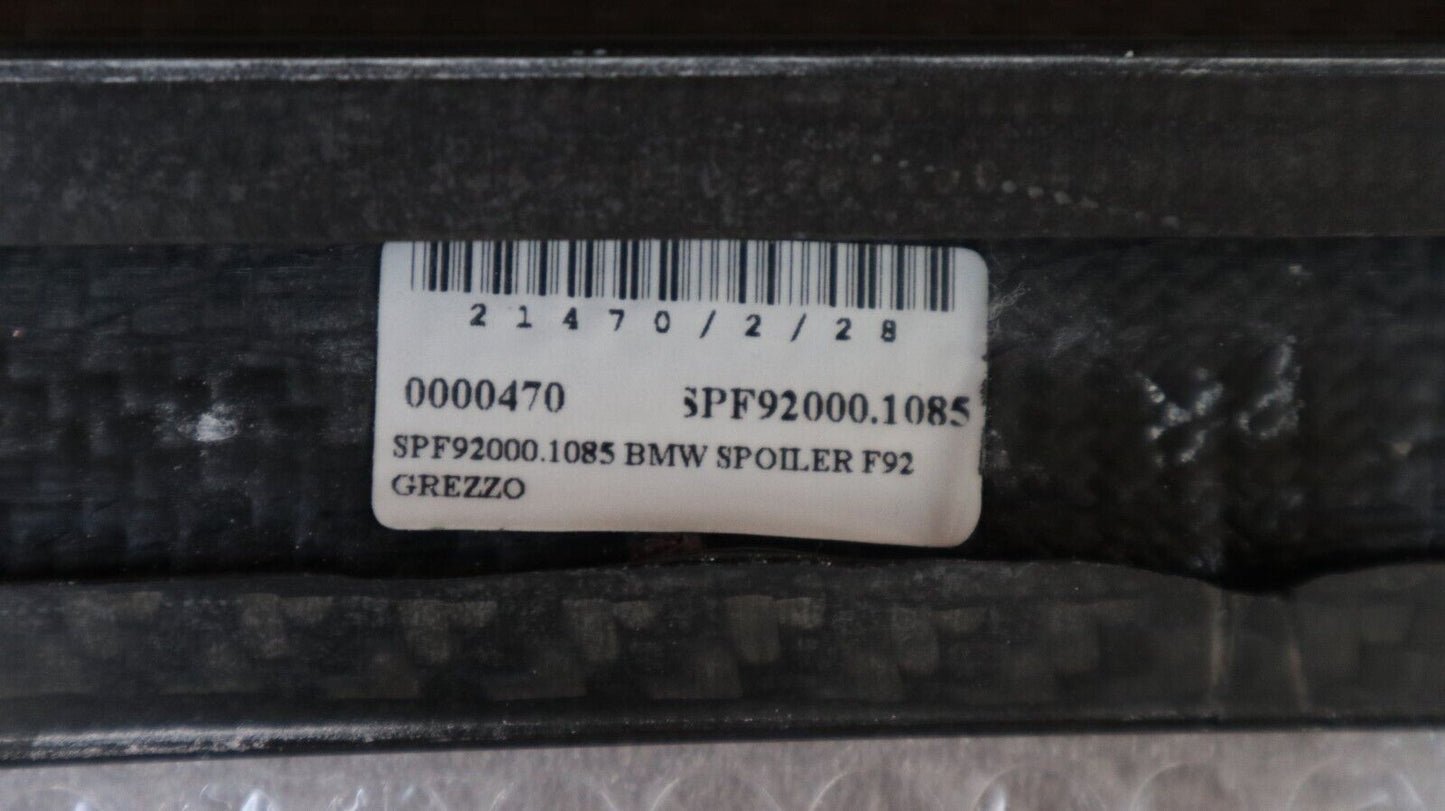 21470/2/28
0000470 SPF92000.1085
SPF92000.1085 BMW SPOILER F92
GREZZO